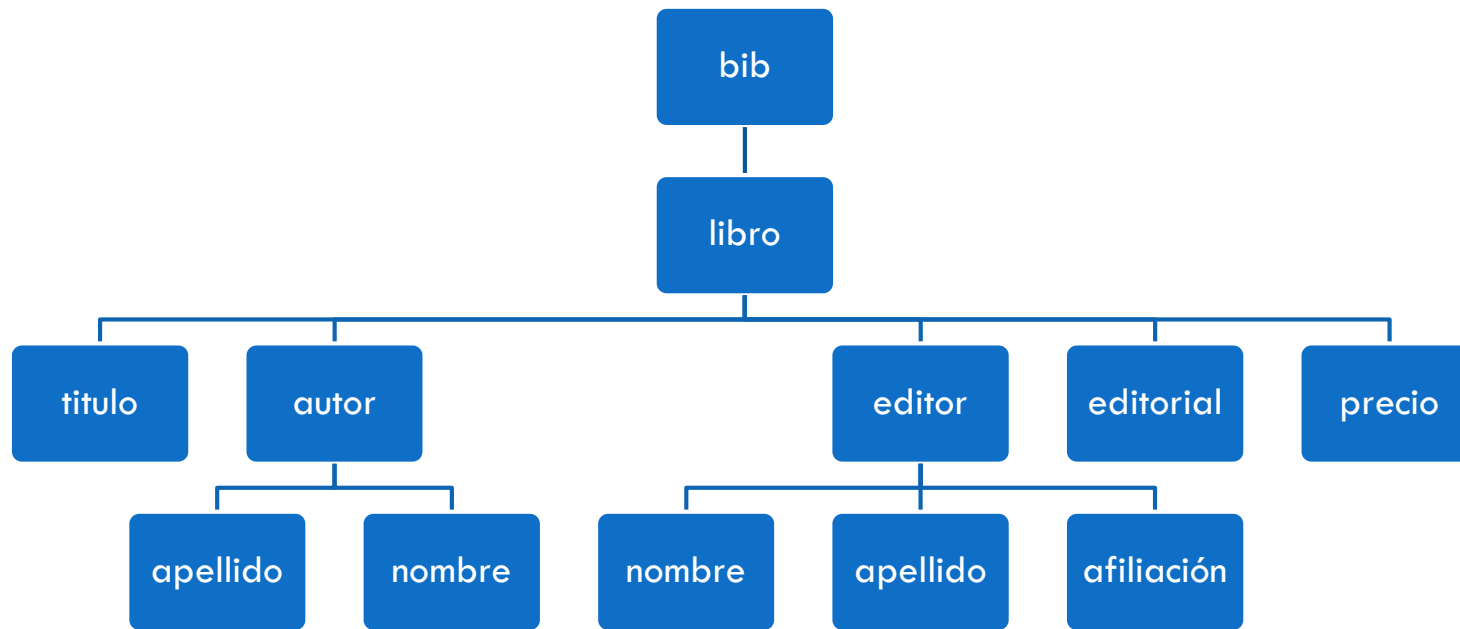 bib
libro
titulo
autor
editor
editorial
precio
apellido
nombre
nombre
apellido
afiliación